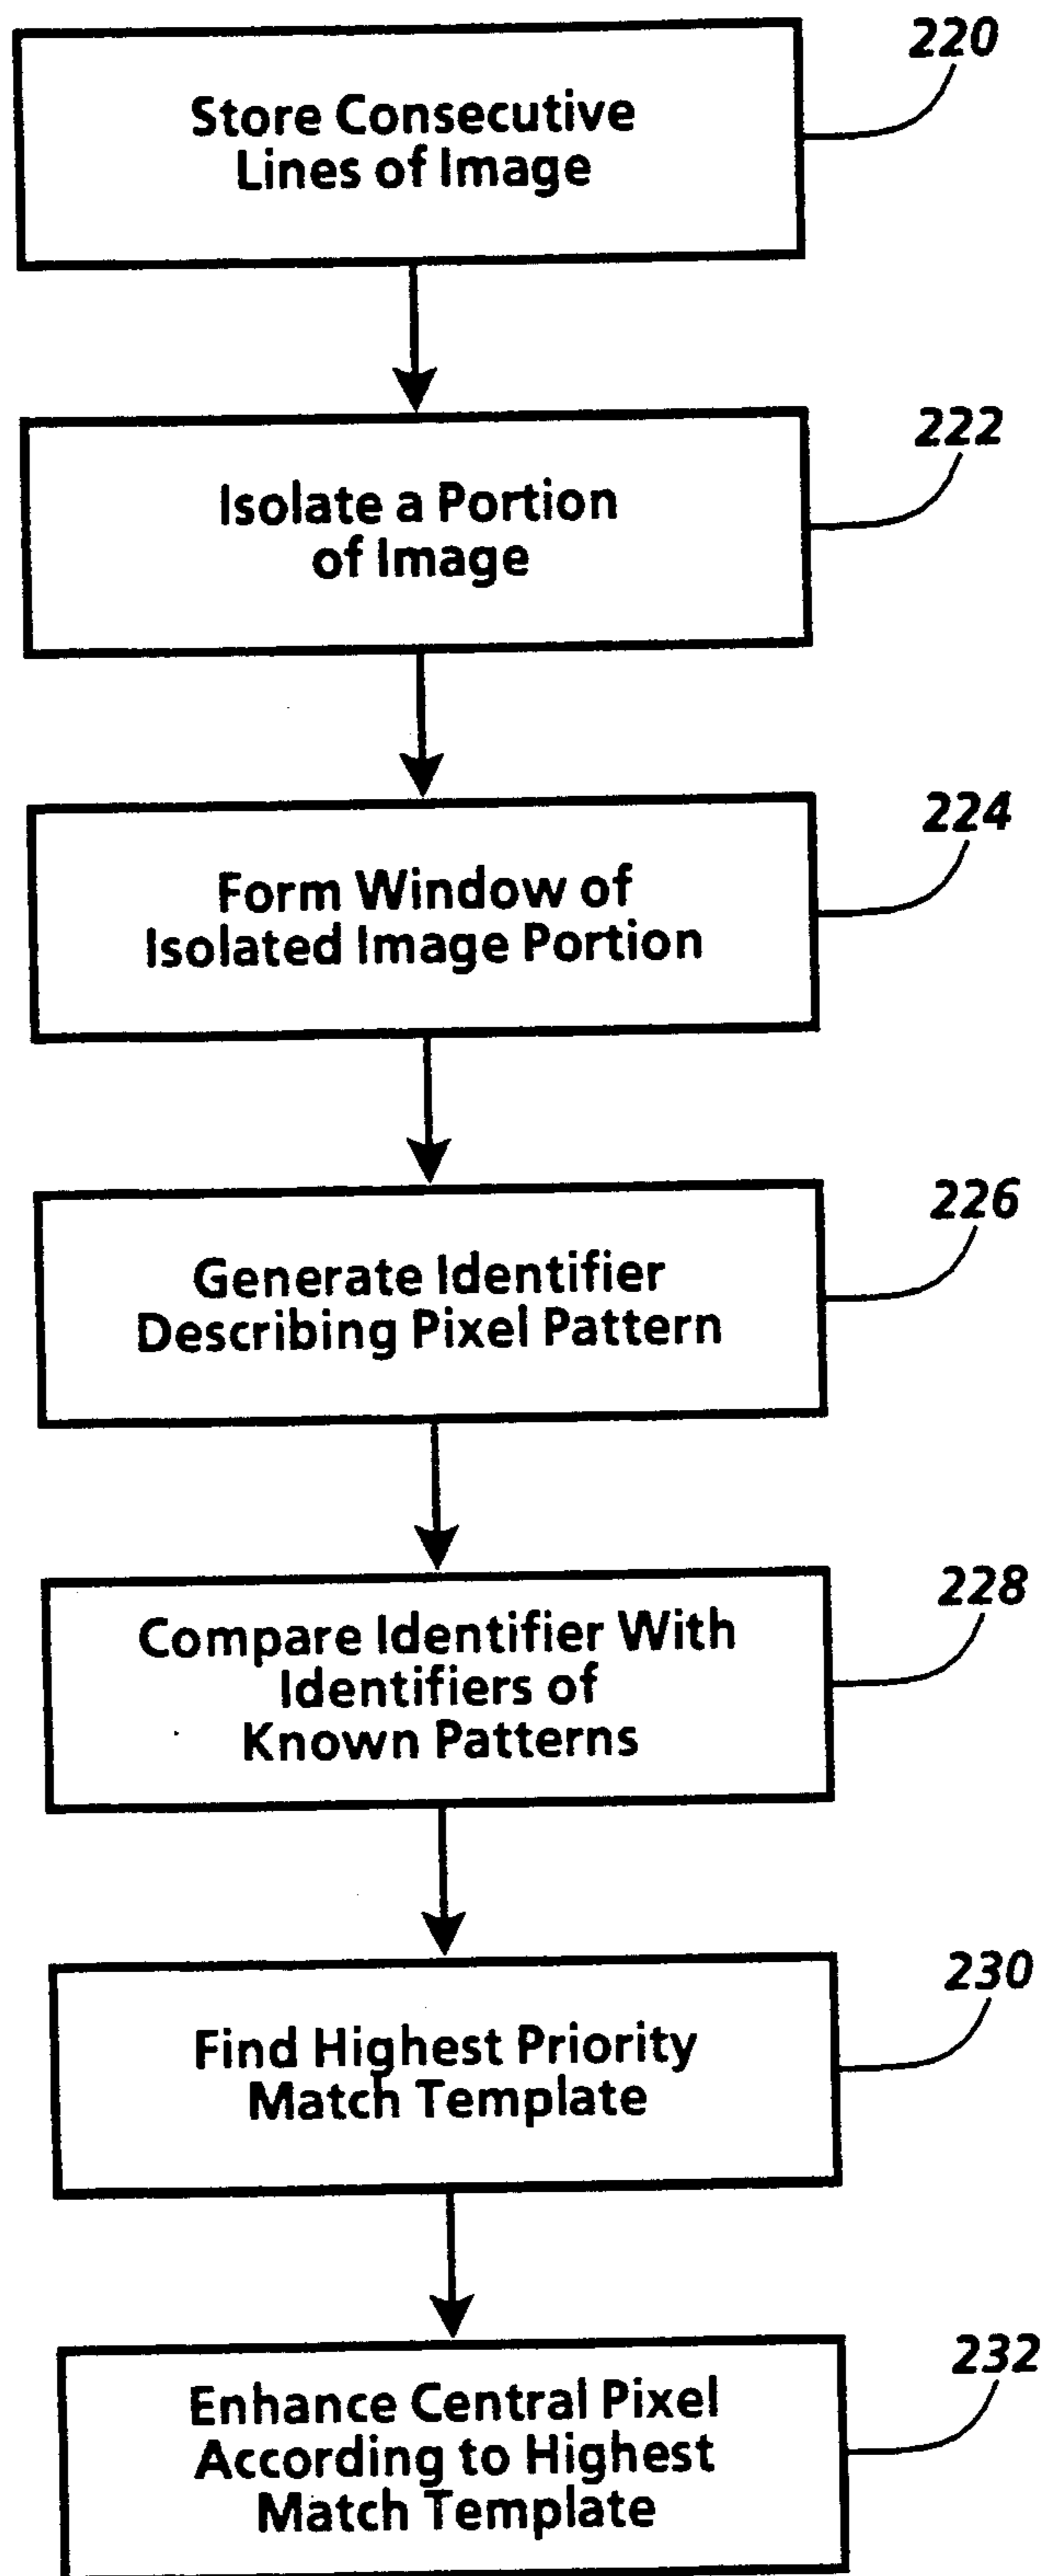 220
Store Consecutive
Lines of Image
222
Isolate a Portion
of Image
224
Form Window of
Isolated Image Portion
226
Generate Identifier
Describing Pixel Pattern
228
Compare Identifier With
Identifiers of
Known Patterns
230
Find Highest Priority
Match Template
232
Enhance Central Pixel
According to Highest
Match Template